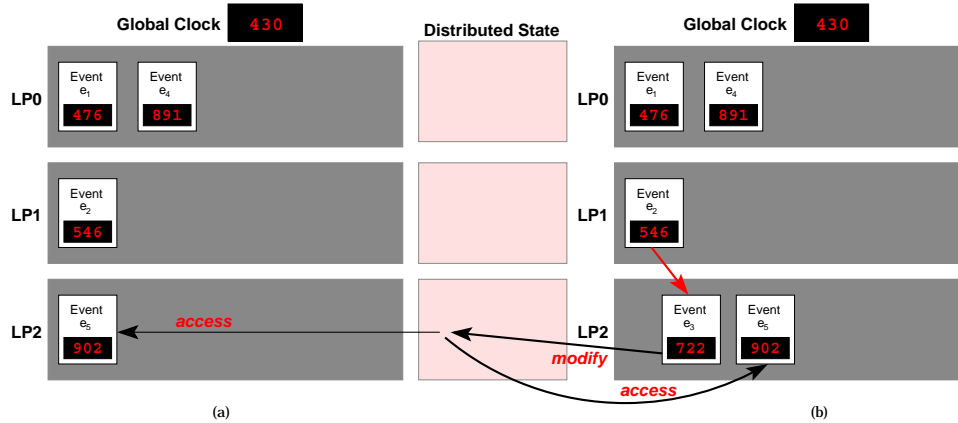 Global Clock 430
Distributed State
Global Clock 430
LP0
Event
e1
476
Event
e4
891
LP0
Event
e1
476
Event
e4
891
LP1
Event
e2
546
LP1
Event
e2
546
LP2
Event
e5
902
access
LP2
Event
e3
722
Event
e5
902
modify
access
(a)
(b)